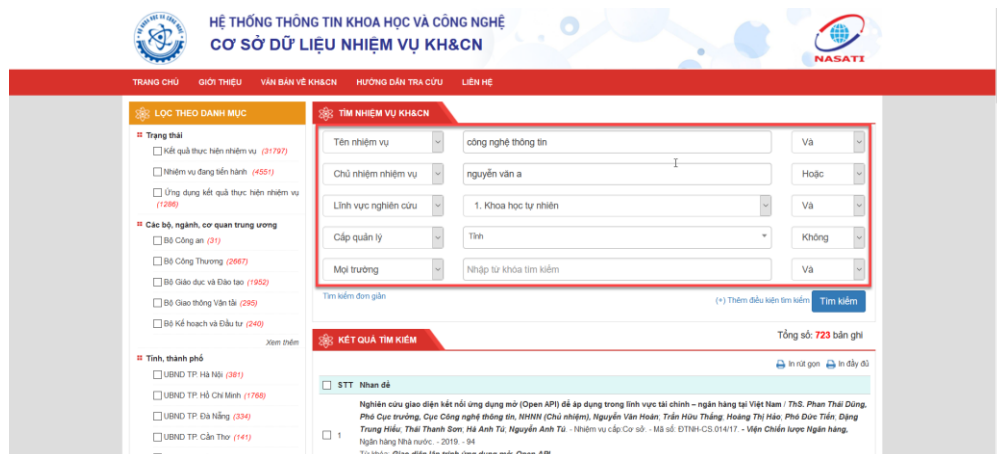 HỆ THỐNG THÔNG TIN KHOA HỌC VÀ CÔNG NGHỆ
CƠ SỞ DỮ LIỆU NHIỆM VỤ KH&CN
NASATI
TRANG CHỦ GIỚI THIỆU VĂN BẢN VỀ KH&CN HƯỚNG DẪN TRA CỨU LIÊN HỆ
LỌC THEO DANH MỤC
Trạng thái
Kết quả thực hiện nhiệm vụ (31797)
Nhiệm vụ đang tiến hành (4551)
Ứng dụng kết quả thực hiện nhiệm vụ
(1286)
Các bộ, ngành, cơ quan trung ương
Bộ Công an (31)
Bộ Công Thương (2667)
Bộ Giáo dục và Đào tạo (1952)
Bộ Giao thông Vận tải (295)
Bộ Kế hoạch và Đầu tư (240)
Xem thêm
Tỉnh, thành phố
UBND TP. Hà Nội (381)
UBND TP. Hồ Chí Minh (1766)
UBND TP. Đà Nẵng (334)
UBND TP. Cần Thơ (141)
TÌM NHIỆM VỤ KH&CN
Tên nhiệm vụ công nghệ thông tin Và
Chủ nhiệm nhiệm vụ nguyễn văn a Hoặc
Lĩnh vực nghiên cứu 1. Khoa học tự nhiên Và
Cấp quản lý Tỉnh Không
Mọi trường Nhập từ khóa tìm kiếm Và
Tìm kiếm đơn giản (+) Thêm điều kiện tìm kiếm Tìm kiếm
KẾT QUẢ TÌM KIẾM Tổng số: 723 bản ghi
In rút gọn In đầy đủ
STT Nhan đề
1
Nghiên cứu giao diện kết nối ứng dụng mở (Open API) để áp dụng trong lĩnh vực tài chính – ngân hàng tại Việt Nam / ThS. Phan Thái Dũng,
Phó Cục trưởng, Cục Công nghệ thông tin, NHNN (Chủ nhiệm), Nguyễn Văn Hoàn, Trần Hữu Thắng, Hoàng Thị Hảo, Phó Đức Tiến, Đặng
Trung Hiếu, Thái Thanh Sơn, Hà Anh Tú, Nguyễn Anh Tú. - Nhiệm vụ cấp:Cơ sở. - Mã số: ĐTNH-CS.014/17. - Viện Chiến lược Ngân hàng,
Ngân hàng Nhà nước. - 2019. - 94
Từ khóa: Giao diện lập trình ứng dụng mở, Open API